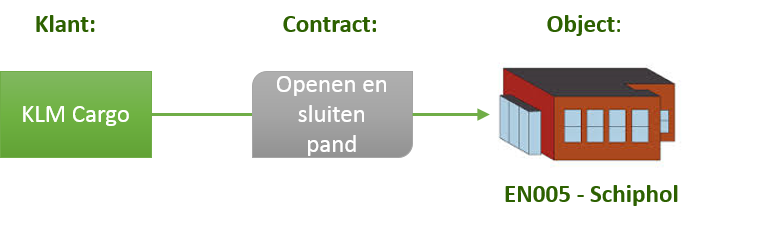 Klant:
Contract:
Object:
KLM Cargo
Openen en
sluiten
pand
EN005 - Schiphol